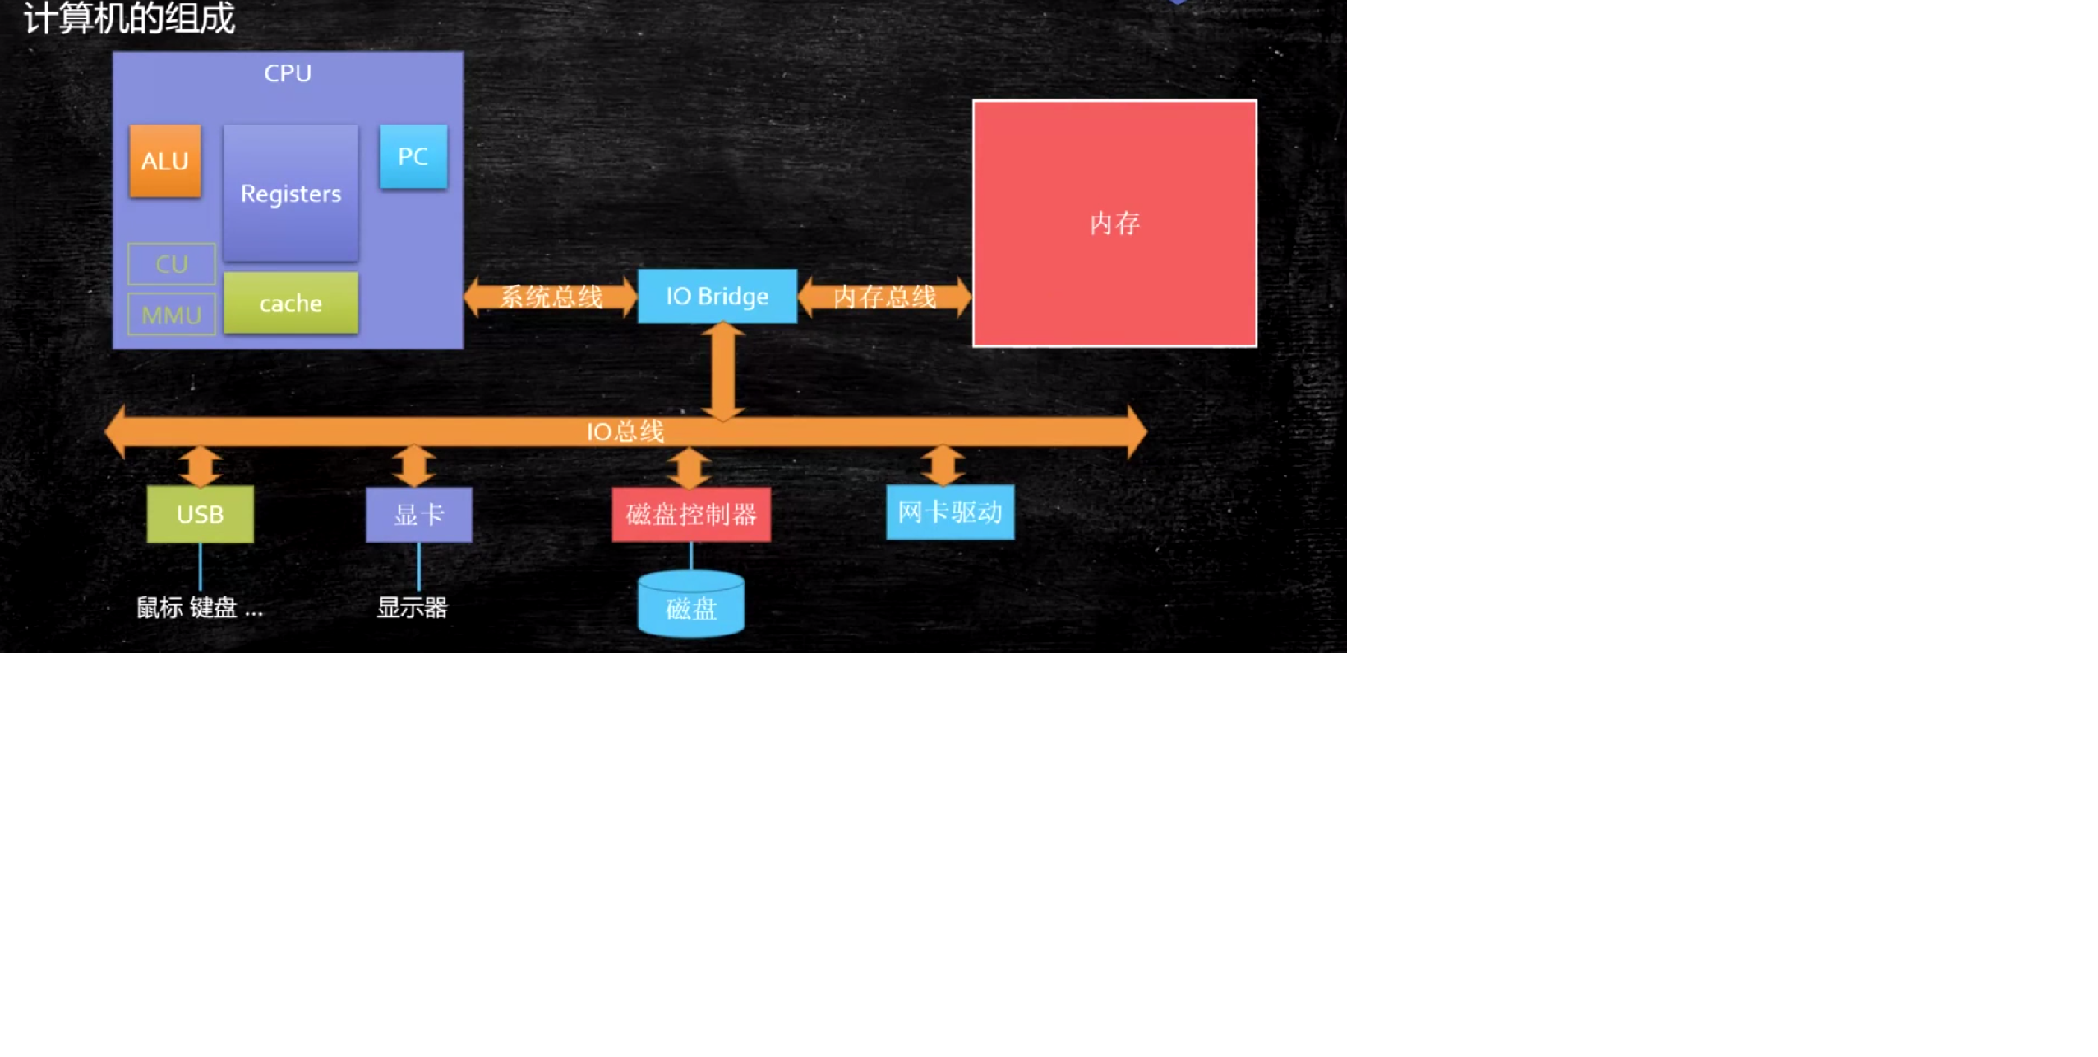 计算机的组成
CPU
ALU
Registers
PC
CU
MMU
cache
系统总线
IO Bridge
内存总线
内存
IO总线
USB
显卡
磁盘控制器
网卡驱动
鼠标 键盘 ...
显示器
磁盘